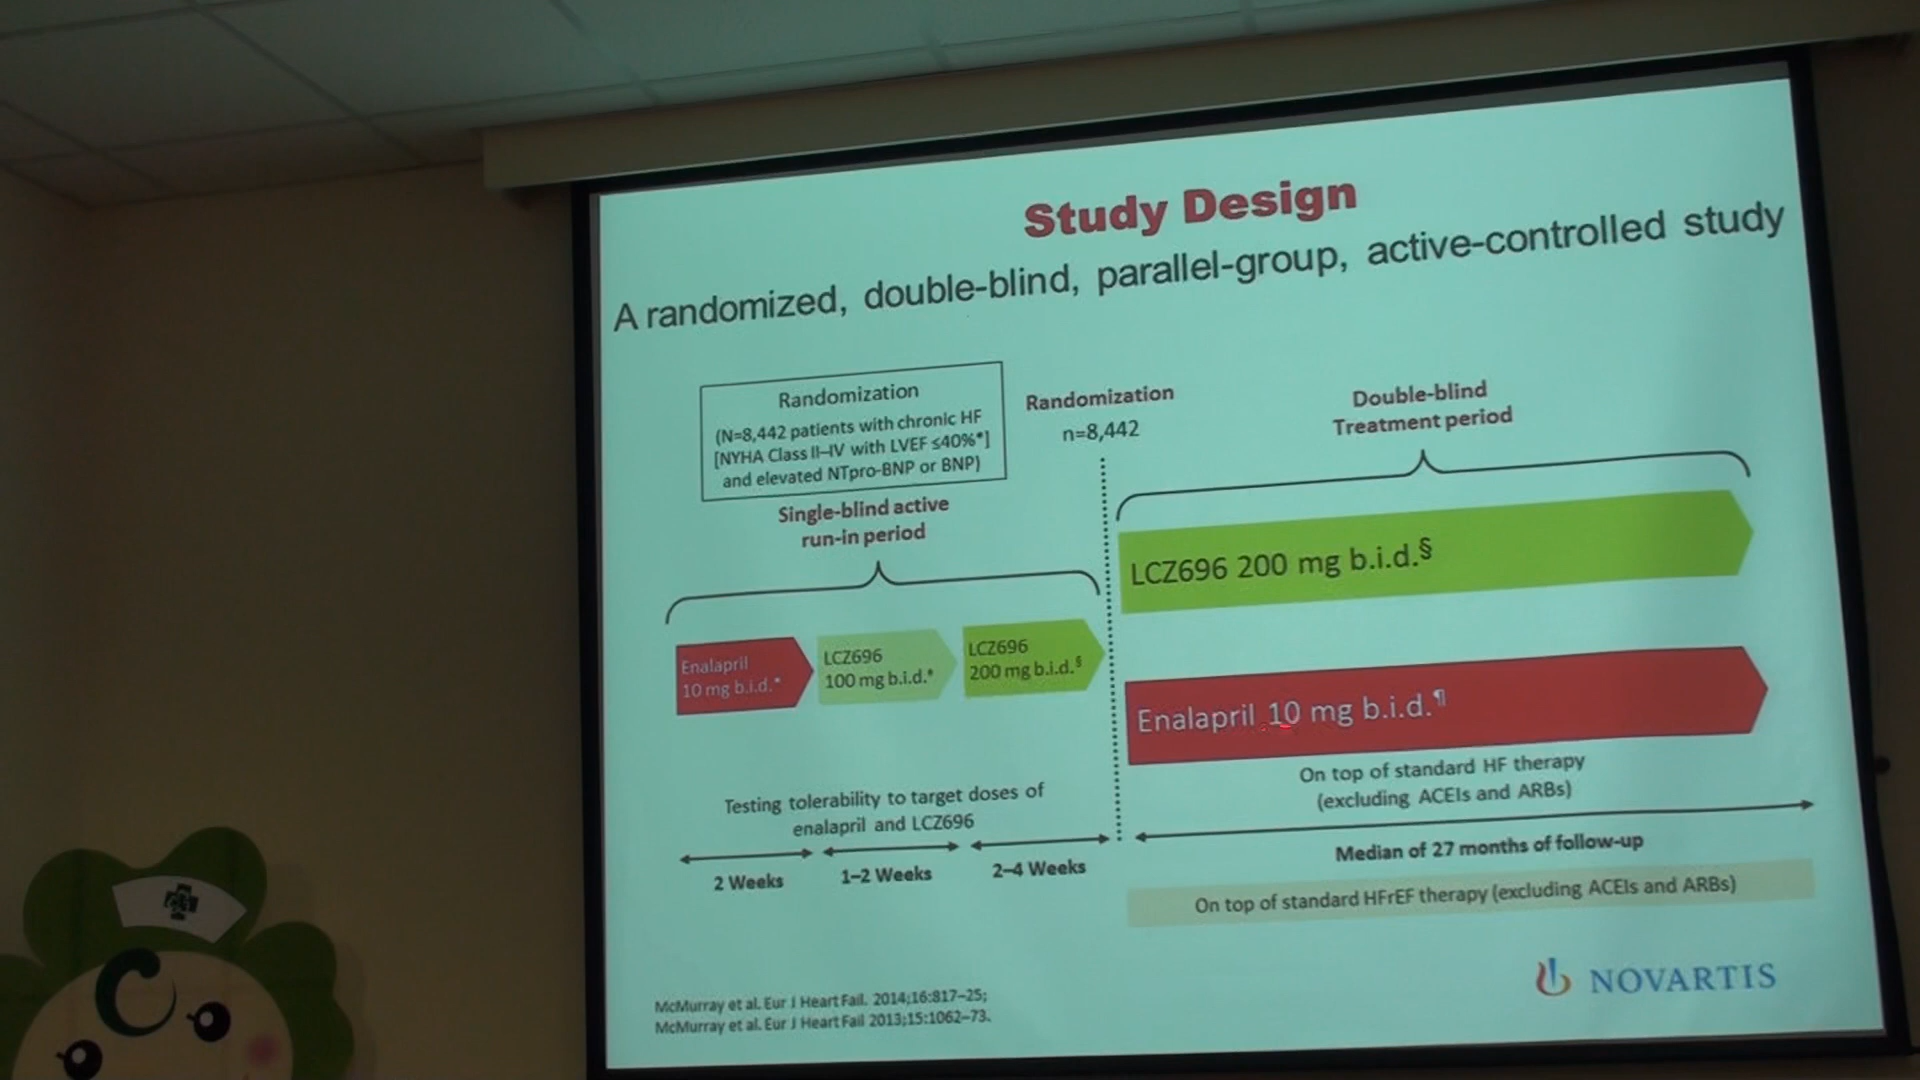 Study Design
A randomized, double-blind, parallel-group, active-controlled study
Randomization
(N=8,442 patients with chronic HF
[NYHA Class II–IV with LVEF ≤40%*]
and elevated NTpro-BNP or BNP)
Single-blind active
run-in period
Randomization
n=8,442
Double-blind
Treatment period
Enalapril
10 mg b.i.d.*
LCZ696
100 mg b.i.d.*
LCZ696
200 mg b.i.d.§
LCZ696 200 mg b.i.d.§
Enalapril 10 mg b.i.d.¶
On top of standard HF therapy
(excluding ACEIs and ARBs)
Testing tolerability to target doses of
enalapril and LCZ696
2 Weeks
1–2 Weeks
2–4 Weeks
Median of 27 months of follow-up
On top of standard HFrEF therapy (excluding ACEIs and ARBs)
McMurray et al. Eur J Heart Fail. 2014;16:817–25;
McMurray et al. Eur J Heart Fail 2013;15:1062–73.
NOVARTIS